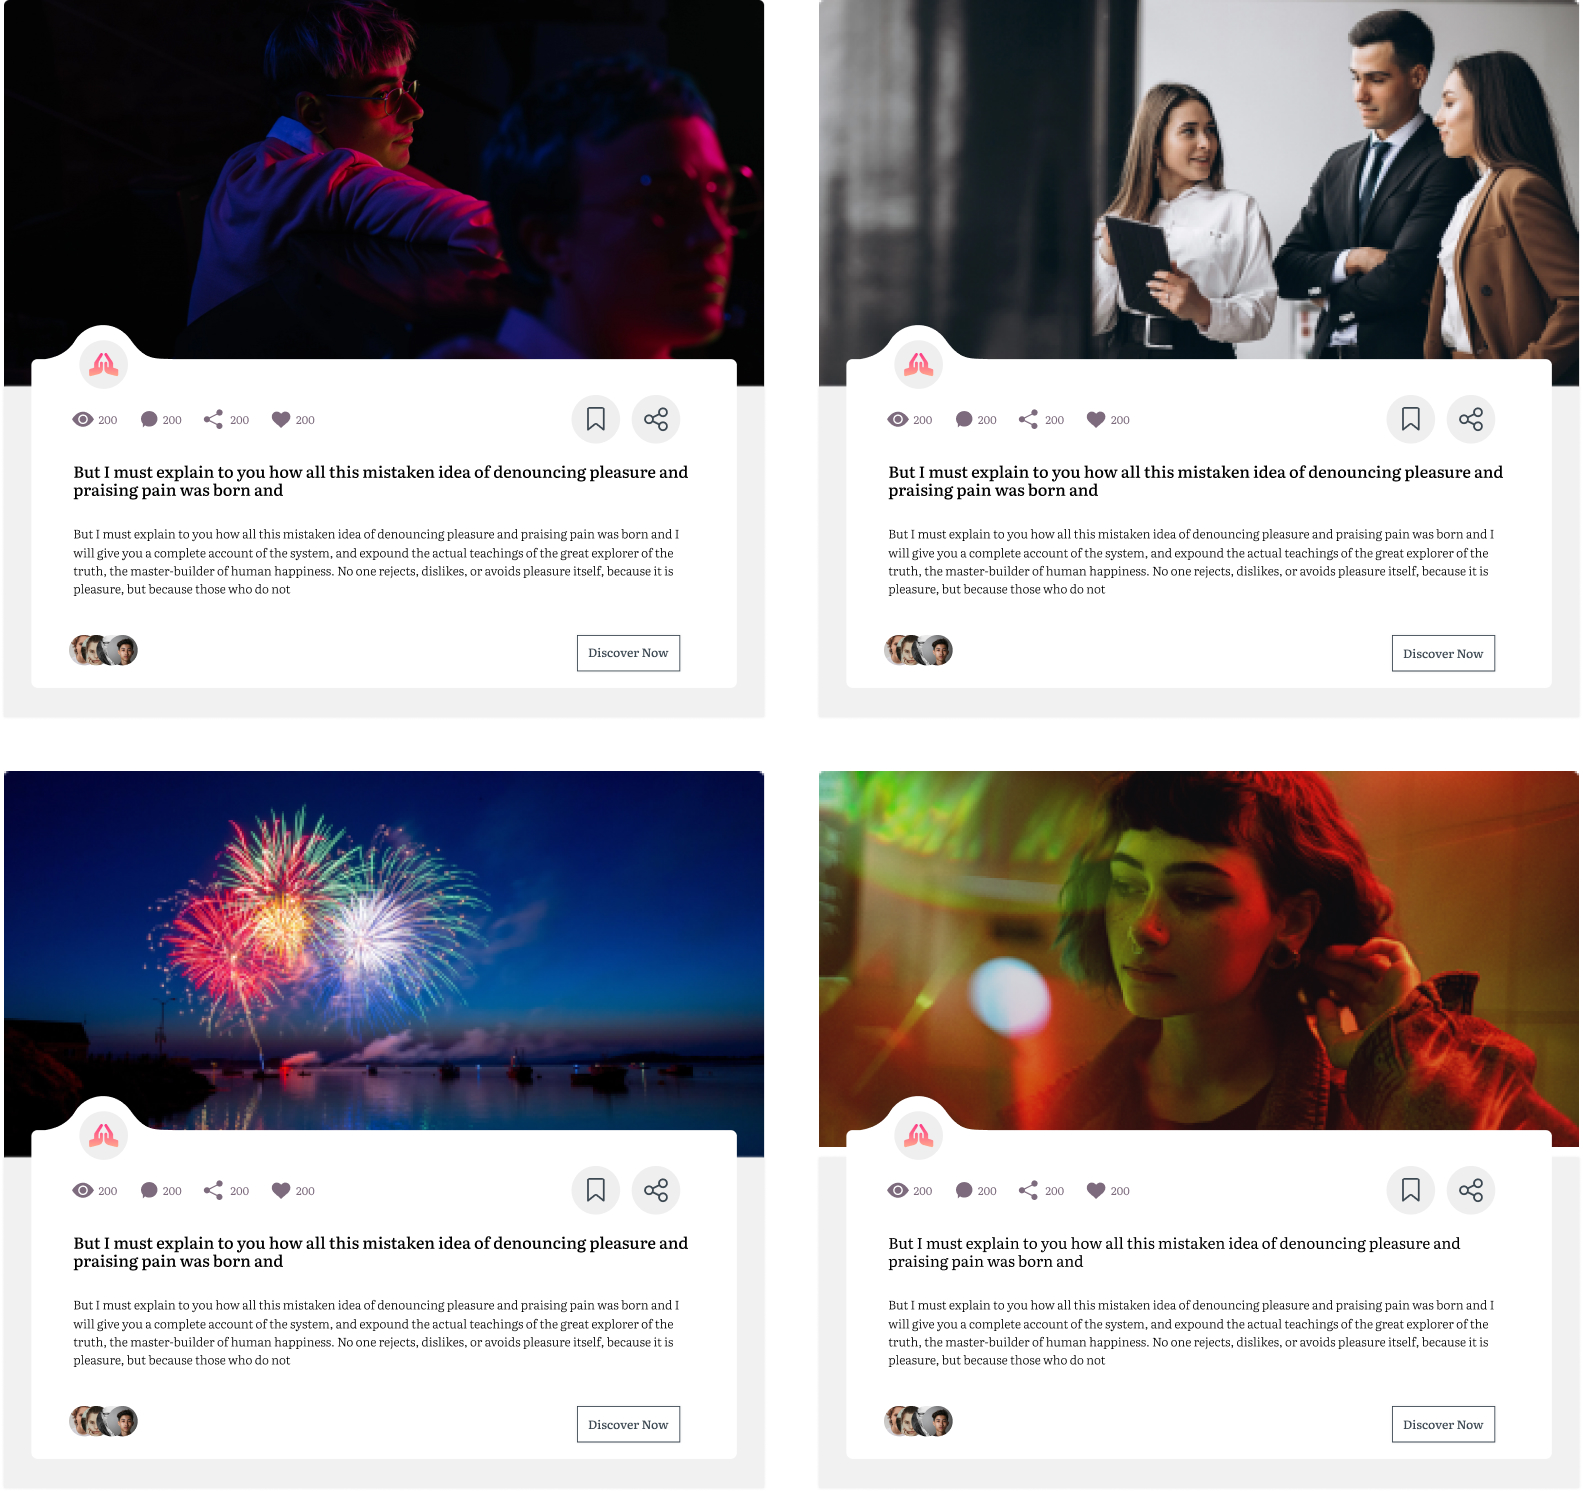 200 200 200 200
But I must explain to you how all this mistaken idea of denouncing pleasure and
praising pain was born and
But I must explain to you how all this mistaken idea of denouncing pleasure and praising pain was born and I
will give you a complete account of the system, and expound the actual teachings of the great explorer of the
truth, the master-builder of human happiness. No one rejects, dislikes, or avoids pleasure itself, because it is
pleasure, but because those who do not
Discover Now
200 200 200 200
But I must explain to you how all this mistaken idea of denouncing pleasure and
praising pain was born and
But I must explain to you how all this mistaken idea of denouncing pleasure and praising pain was born and I
will give you a complete account of the system, and expound the actual teachings of the great explorer of the
truth, the master-builder of human happiness. No one rejects, dislikes, or avoids pleasure itself, because it is
pleasure, but because those who do not
Discover Now
200 200 200 200
But I must explain to you how all this mistaken idea of denouncing pleasure and
praising pain was born and
But I must explain to you how all this mistaken idea of denouncing pleasure and praising pain was born and I
will give you a complete account of the system, and expound the actual teachings of the great explorer of the
truth, the master-builder of human happiness. No one rejects, dislikes, or avoids pleasure itself, because it is
pleasure, but because those who do not
Discover Now
200 200 200 200
But I must explain to you how all this mistaken idea of denouncing pleasure and
praising pain was born and
But I must explain to you how all this mistaken idea of denouncing pleasure and praising pain was born and I
will give you a complete account of the system, and expound the actual teachings of the great explorer of the
truth, the master-builder of human happiness. No one rejects, dislikes, or avoids pleasure itself, because it is
pleasure, but because those who do not
Discover Now